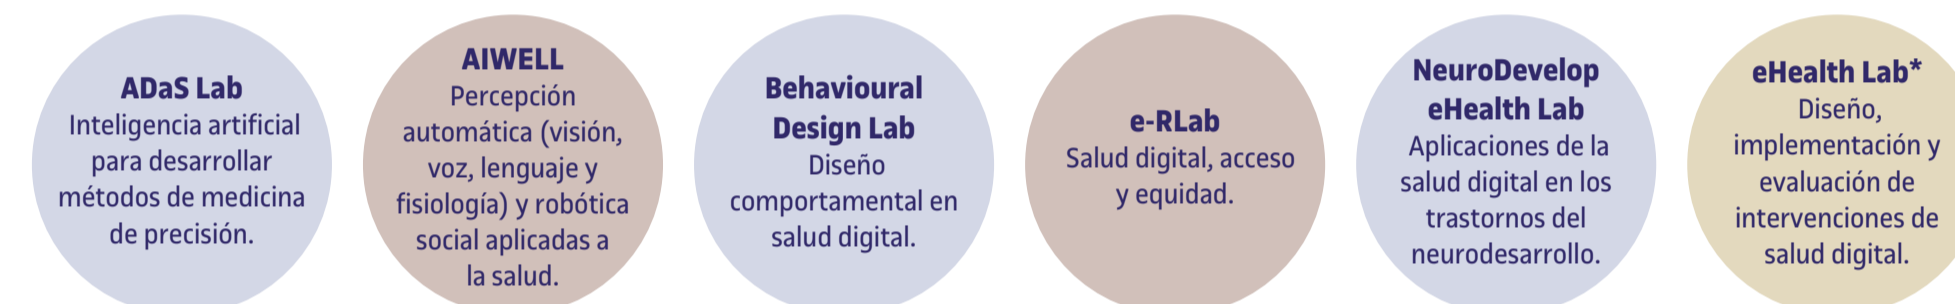 ADaS Lab
Inteligencia artificial
para desarrollar
métodos de medicina
de precisión.
AIWELL
Percepción
automática (visión,
voz, lenguaje y
fisiología) y robótica
social aplicadas a
la salud.
Behavioural
Design Lab
Diseño
comportamental en
salud digital.
e-RLab
Salud digital, acceso
y equidad.
NeuroDevelop
eHealth Lab
Aplicaciones de la
salud digital en los
trastornos del
neurodesarrollo.
eHealth Lab*
Diseño,
implementación y
evaluación de
intervenciones de
salud digital.